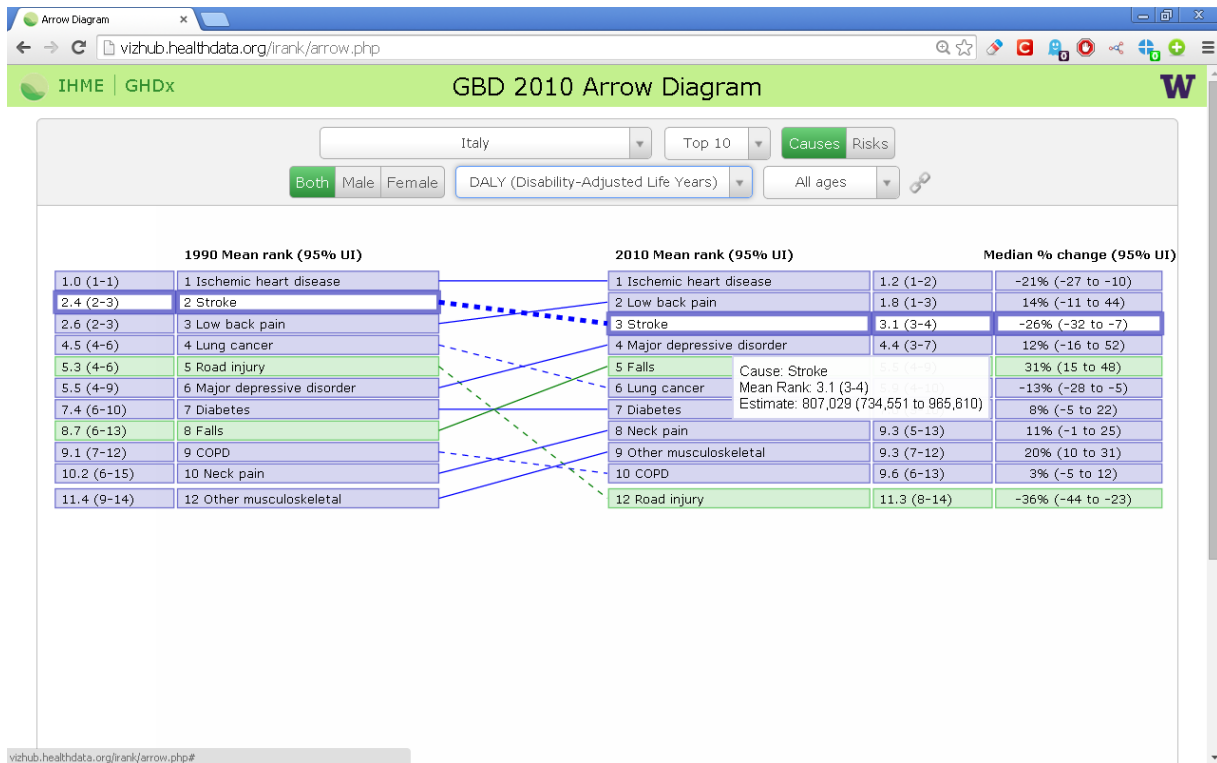 Arrow Diagram
vizhub.healthdata.org/irank/arrow.php
IHME | GHDx GBD 2010 Arrow Diagram W
Italy Top 10 Causes Risks
Both Male Female DALY (Disability-Adjusted Life Years) All ages
1990 Mean rank (95% UI) 2010 Mean rank (95% UI) Median % change (95% UI)
1.0 (1-1) 1 Ischemic heart disease 1 Ischemic heart disease 1.2 (1-2) -21% (-27 to -10)
2.4 (2-3) 2 Stroke 2 Low back pain 1.8 (1-3) 14% (-11 to 44)
2.6 (2-3) 3 Low back pain 3 Stroke 3.1 (3-4) -26% (-32 to -7)
4.5 (4-6) 4 Lung cancer 4 Major depressive disorder 4.4 (3-7) 12% (-16 to 52)
5.3 (4-6) 5 Road injury 5 Falls 31% (15 to 48)
5.5 (4-9) 6 Major depressive disorder 6 Lung cancer -13% (-28 to -5)
7.4 (6-10) 7 Diabetes 7 Diabetes 8% (-5 to 22)
Cause: Stroke
Mean Rank: 3.1 (3-4)
Estimate: 807,029 (734,551 to 965,610)
8.7 (6-13) 8 Falls 8 Neck pain 9.3 (5-13) 11% (-1 to 25)
9.1 (7-12) 9 COPD 9 Other musculoskeletal 9.3 (7-12) 20% (10 to 31)
10.2 (6-15) 10 Neck pain 10 COPD 9.6 (6-13) 3% (-5 to 12)
11.4 (9-14) 12 Other musculoskeletal 12 Road injury 11.3 (8-14) -36% (-44 to -23)
vizhub.healthdata.org/irank/arrow.php#